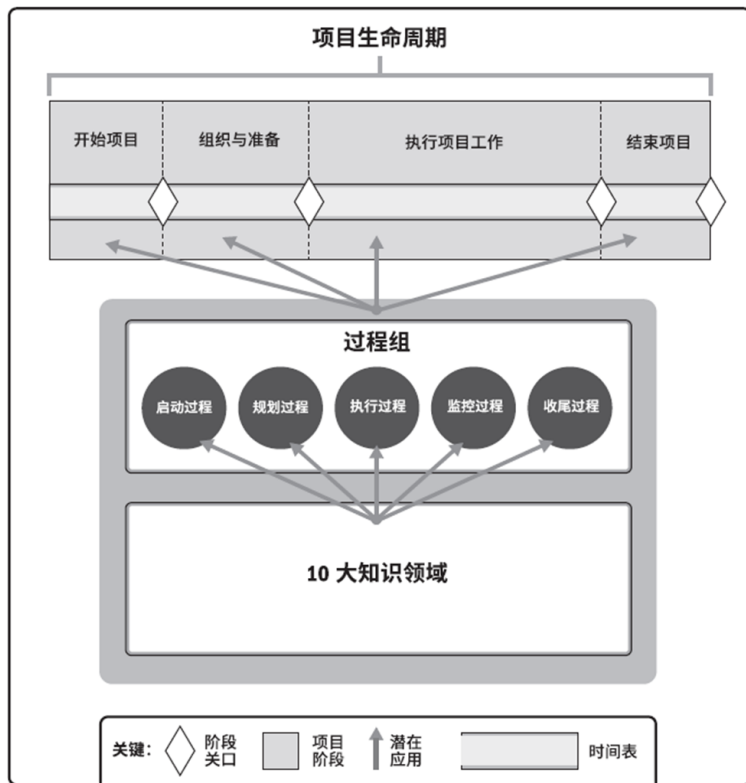 项目生命周期
开始项目
组织与准备
执行项目工作
结束项目
过程组
启动过程
规划过程
执行过程
监控过程
收尾过程
10 大知识领域
关键：
阶段
关口
项目
阶段
潜在
应用
时间表